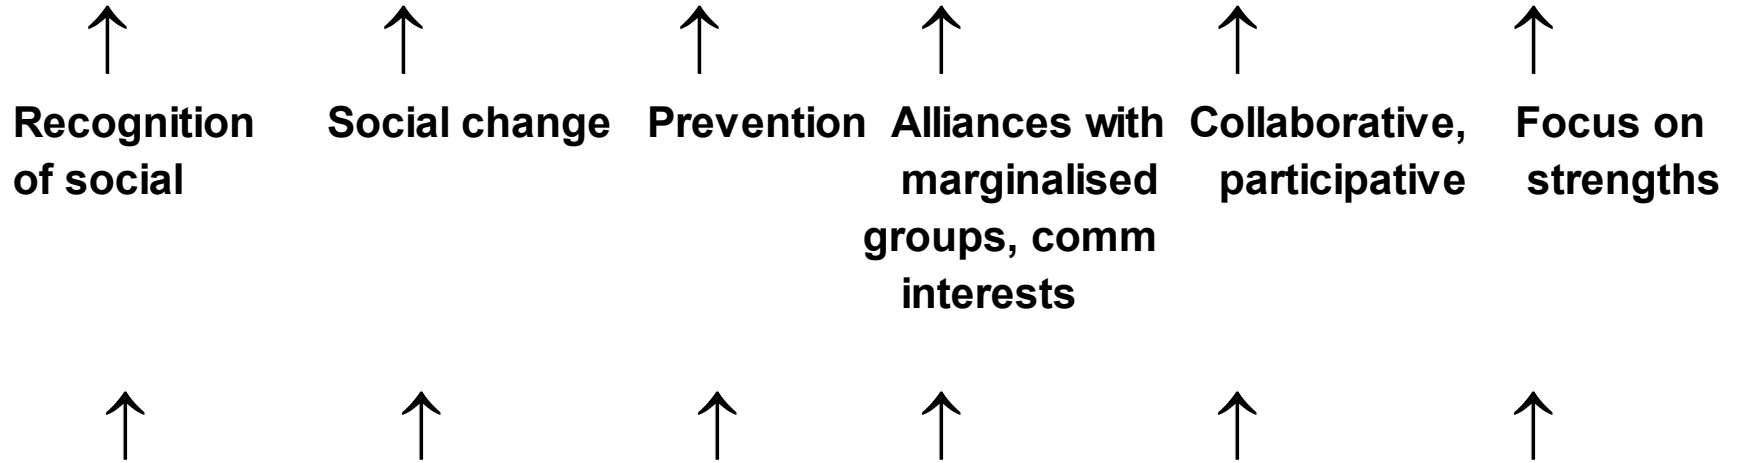 ↑ ↑ ↑ ↑ ↑ ↑
Recognition Social change Prevention Alliances with Collaborative, Focus on
of social marginalised participative strengths
groups, comm
interests
↑ ↑ ↑ ↑ ↑ ↑